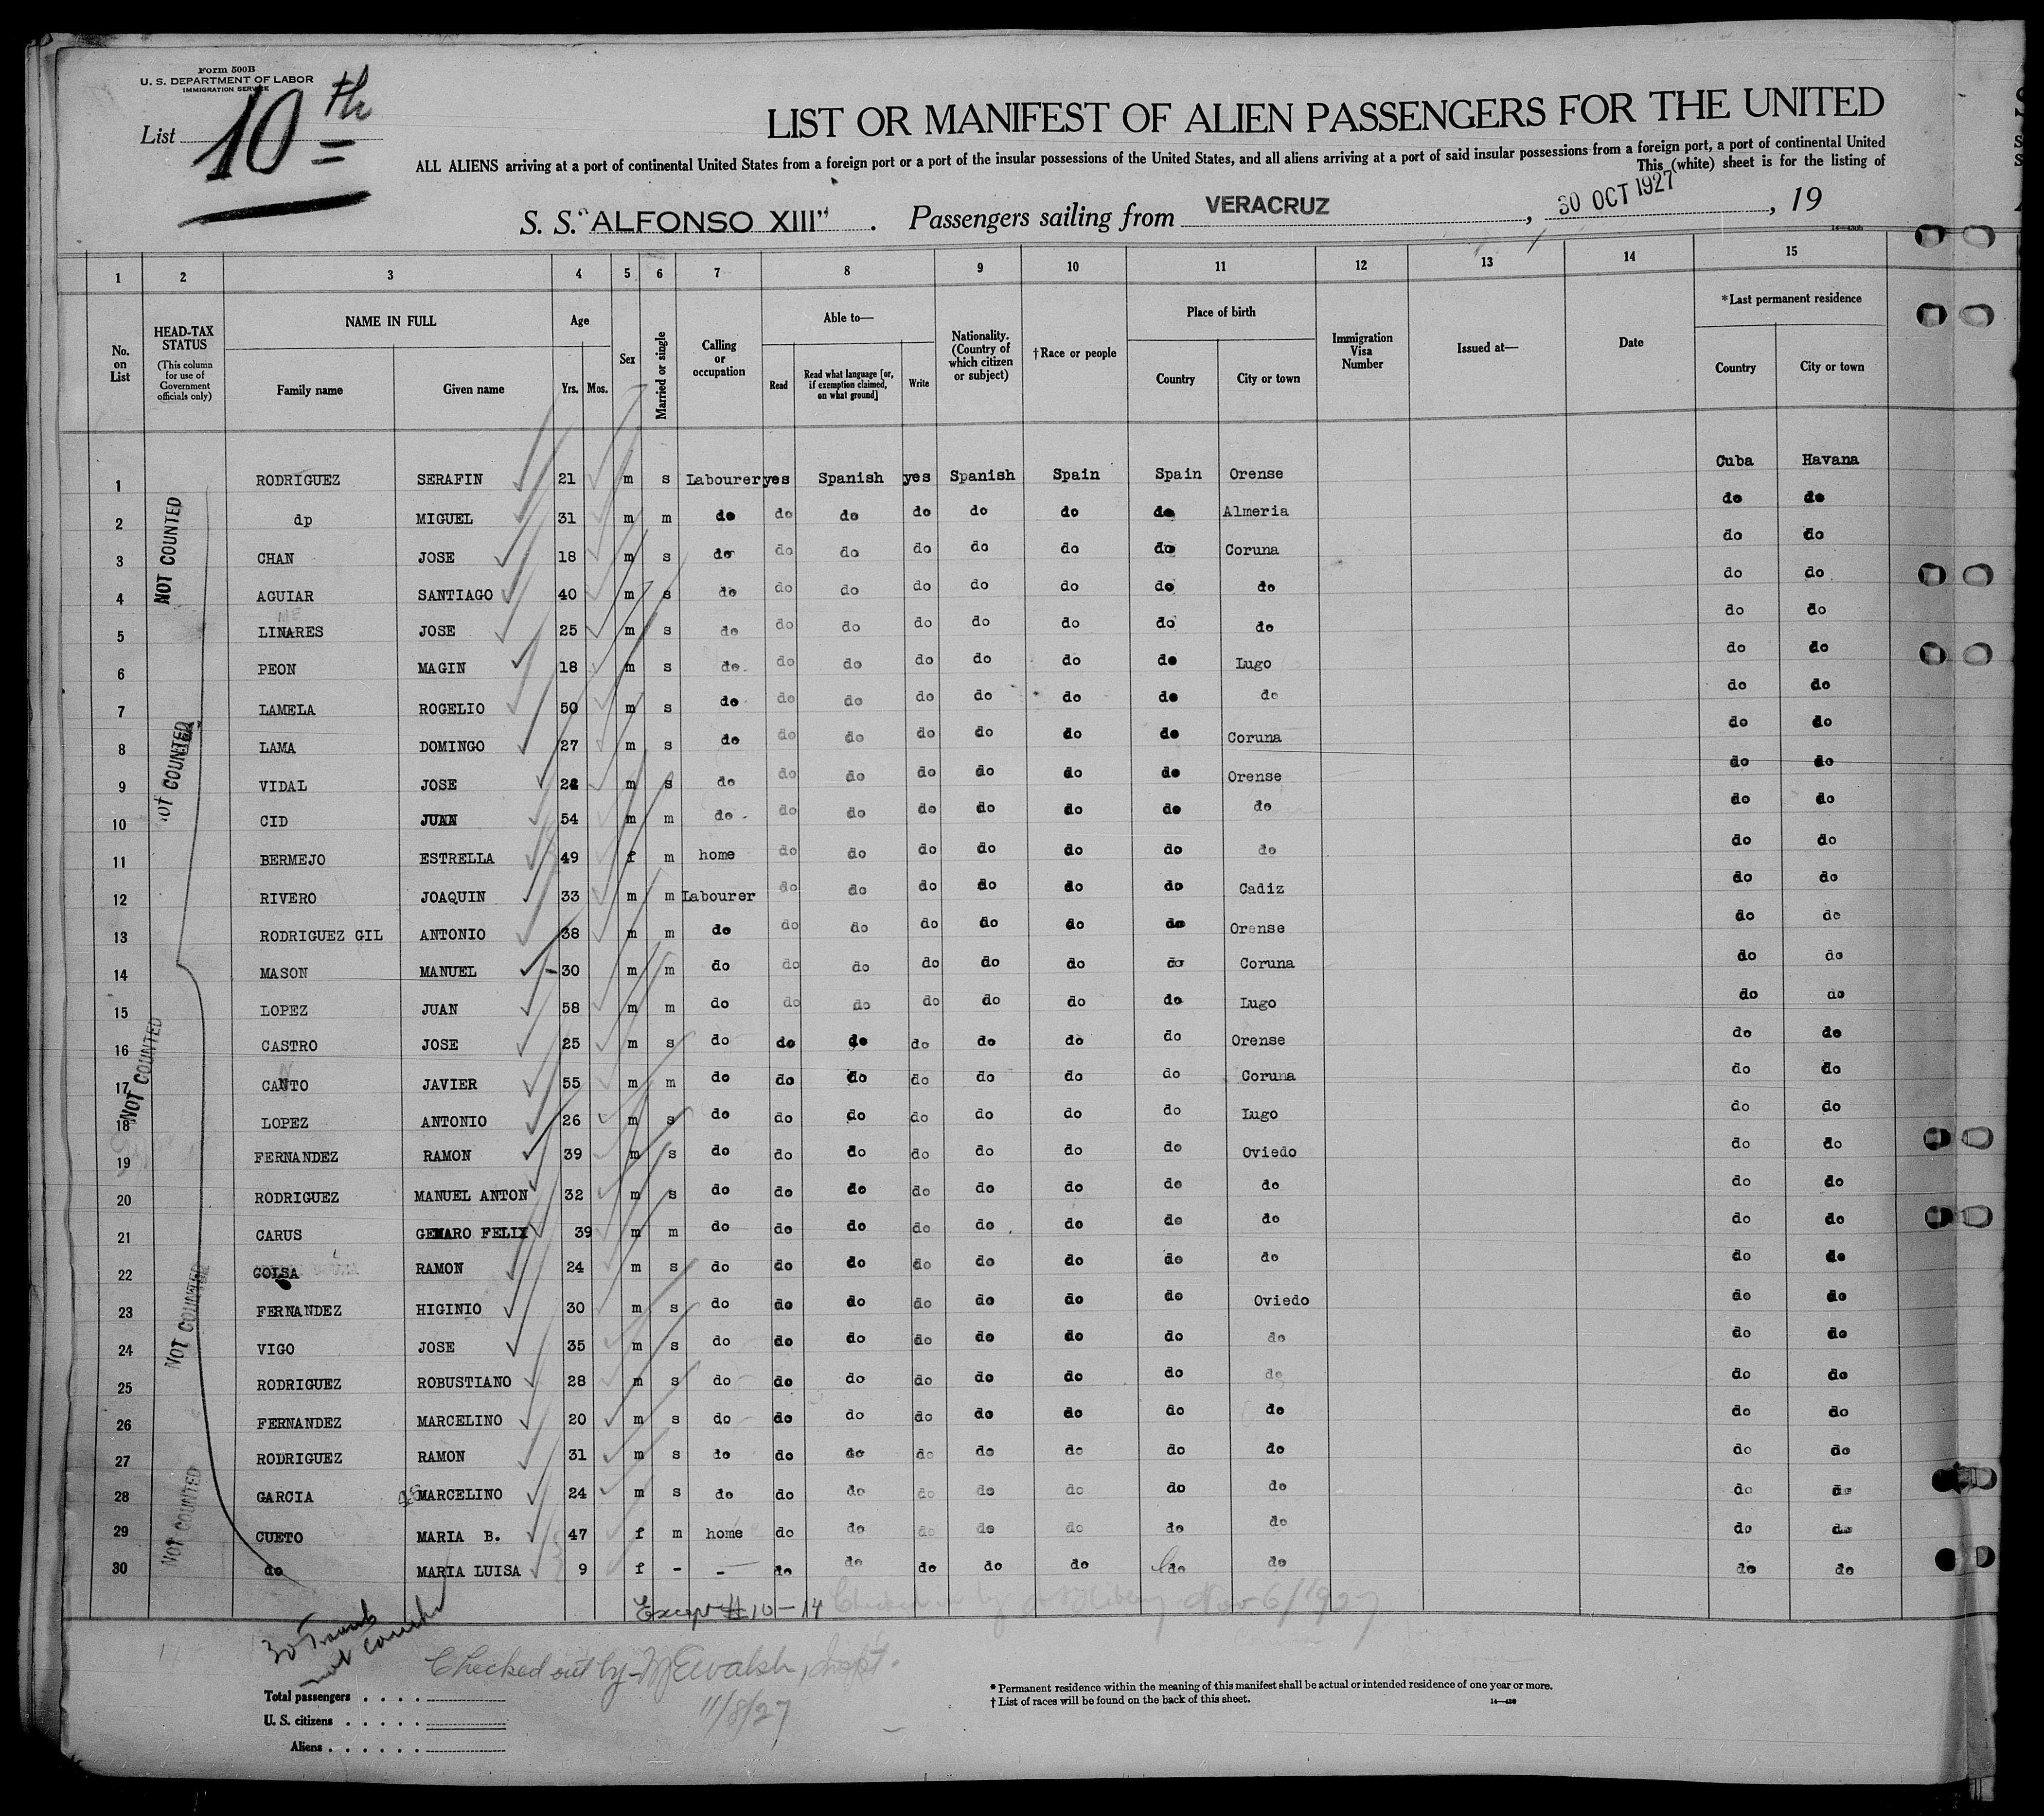 Form 500B
U. S. DEPARTMENT OF LABOR
IMMIGRATION SERVICE
List 10th
LIST OR MANIFEST OF ALIEN PASSENGERS FOR THE UNITED
ALL ALIENS arriving at a port of continental United States from a foreign port or a port of the insular possessions of the United States, and all aliens arriving at a port of said insular possessions from a foreign port, a port of continental United
This (white) sheet is for the listing of
S. S. "ALFONSO XIII". Passengers sailing from VERACRUZ, 30 OCT 1927, 19
14-430b
1 2 3 4 5 6 7 8 9 10 11 12 13 14 15
No. on List
HEAD-TAX STATUS (This column for use of Government officials only)
NAME IN FULL Family name Given name
Age Yrs. Mos.
Sex
Married or single
Calling or occupation
Able to— Read Read what language [or, if exemption claimed, on what ground] Write
Nationality. (Country of which citizen or subject)
†Race or people
Place of birth Country City or town
Immigration Visa Number
Issued at—
Date
*Last permanent residence Country City or town
1 RODRIGUEZ SERAFIN 21 m s Labourer yes Spanish yes Spanish Spain Spain Orense Cuba Havana
2 dp MIGUEL 31 m m do do do do do do do Almeria do do
3 CHAN JOSE 18 m s do do do do do do do Coruna do do
4 AGUIAR SANTIAGO 40 m s do do do do do do do do do do
5 LINARES JOSE 25 m s do do do do do do do do do do
6 PEON MAGIN 18 m s do do do do do do do Lugo do do
7 LAMELA ROGELIO 50 m s do do do do do do do do do do
8 LAMA DOMINGO 27 m s do do do do do do do Coruna do do
9 VIDAL JOSE m s do do do do do do do Orense do do
10 CID JUAN 54 m m do do do do do do do do do do
11 BERMEJO ESTRELLA 49 f m home do do do do do do do do do
12 RIVERO JOAQUIN 33 m m Labourer do do do do do do Cadiz do do
13 RODRIGUEZ GIL ANTONIO 38 m m do do do do do do do Orense do do
14 MASON MANUEL 30 m m do do do do do do do Coruna do do
15 LOPEZ JUAN 58 m m do do do do do do do Lugo do do
16 CASTRO JOSE 25 m s do do do do do do do Orense do do
17 CANTO JAVIER 55 m m do do do do do do do Coruna do do
18 LOPEZ ANTONIO 26 m s do do do do do do do Lugo do do
19 FERNANDEZ RAMON 39 m s do do do do do do do Oviedo do do
20 RODRIGUEZ MANUEL ANTON 32 m s do do do do do do do do do do
21 CARUS GEMARO FELIX 39 m m do do do do do do do do do do
22 COLSA RAMON 24 m s do do do do do do do do do do
23 FERNANDEZ HIGINIO 30 m s do do do do do do do Oviedo do do
24 VIGO JOSE 35 m s do do do do do do do do do do
25 RODRIGUEZ ROBUSTIANO 28 m s do do do do do do do do do do
26 FERNANDEZ MARCELINO 20 m s do do do do do do do do do do
27 RODRIGUEZ RAMON 31 m s do do do do do do do do do do
28 GARCIA MARCELINO 24 m s do do do do do do do do do do
29 CUETO MARIA B. 47 f m home do do do do do do do do do
30 do MARIA LUISA 9 f - - do do do do do do do do do
NOT COUNTED
NOT COUNTED
NOT COUNTED
NOT COUNTED
NOT COUNTED
Except # 10-14 Checked by Nov 6/1927
30 Transits
not counted
Checked out by Walsh, Inspt.
11/8/27
Total passengers . . . .
U. S. citizens . . . . .
Aliens . . . . . .
* Permanent residence within the meaning of this manifest shall be actual or intended residence of one year or more.
† List of races will be found on the back of this sheet.
14-430